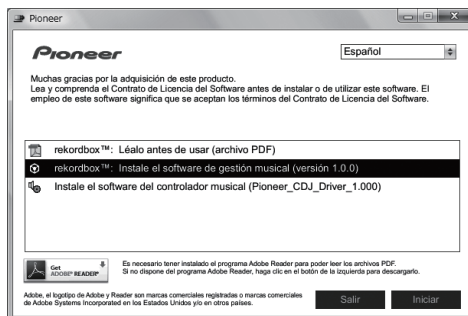 Pioneer
Pioneer
Español
Muchas gracias por la adquisición de este producto.
Lea y comprenda el Contrato de Licencia del Software antes de instalar o de utilizar este software. El
empleo de este software significa que se aceptan los términos del Contrato de Licencia del Software.
rekordbox™: Léalo antes de usar (archivo PDF)
rekordbox™: Instale el software de gestión musical (versión 1.0.0)
Instale el software del controlador musical (Pioneer_CDJ_Driver_1.000)
Get
ADOBE® READER®
Es necesario tener instalado el programa Adobe Reader para poder leer los archivos PDF.
Si no dispone del programa Adobe Reader, haga clic en el botón de la izquierda para descargarlo.
Adobe, el logotipo de Adobe y Reader son marcas comerciales registradas o marcas comerciales
de Adobe Systems Incorporated en los Estados Unidos y/o en otros países.
Salir
Iniciar